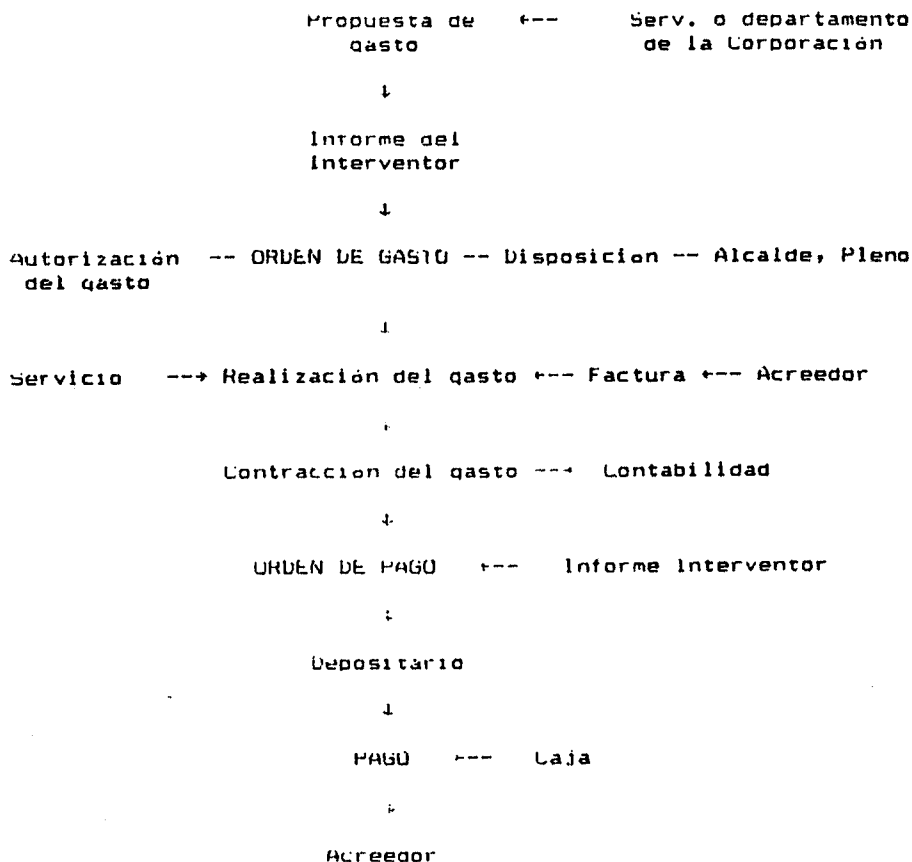 Propuesta de ←-- Serv. o departamento
gasto de la Corporación
↓
Informe del
Interventor
↓
Autorización -- ORDEN DE GASTO -- Disposicion -- Alcalde, Pleno
del gasto
↓
Servicio --→ Realización del gasto ←--- Factura ←--- Acreedor
↓
Contraccion del gasto ---→ Contabilidad
↓
ORDEN DE PAGO ←--- Informe Interventor
↓
Depositario
↓
PAGO ←--- Caja
↓
Acreedor